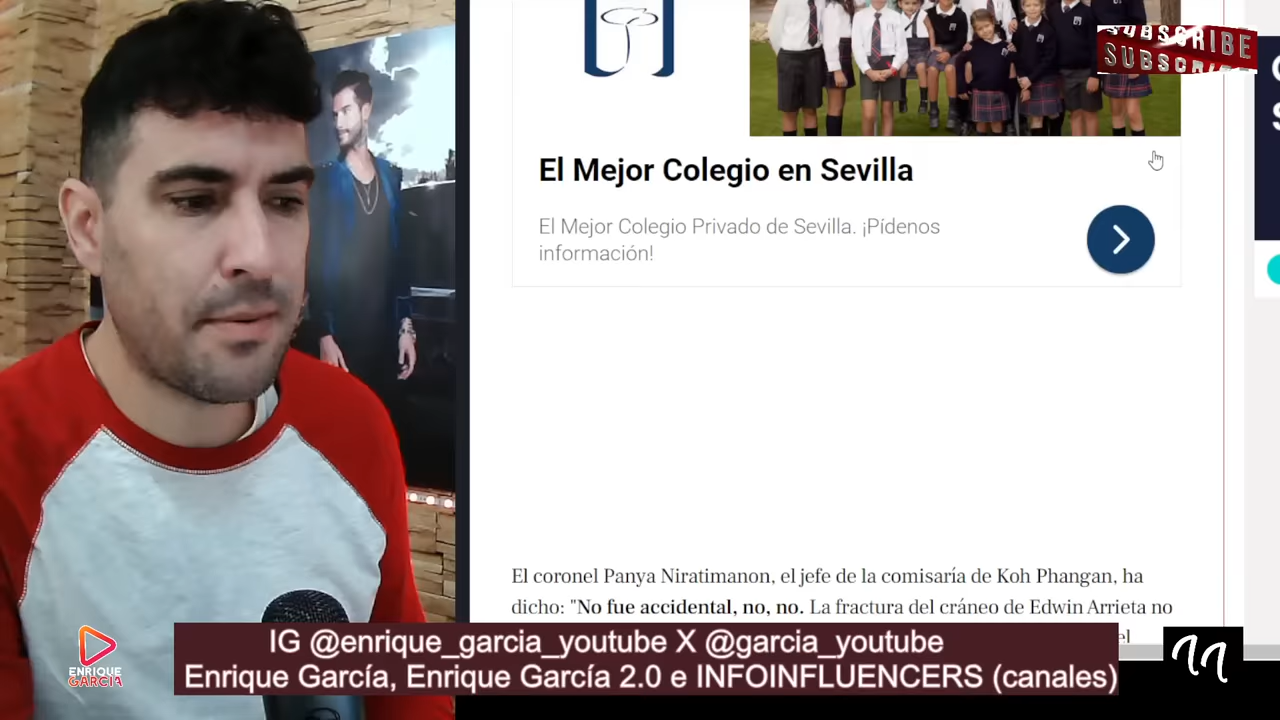 SUBSCRIBE
SUBSCRIBE
El Mejor Colegio en Sevilla
El Mejor Colegio Privado de Sevilla. ¡Pídenos
información!
El coronel Panya Niratimanon, el jefe de la comisaría de Koh Phangan, ha
dicho: "No fue accidental, no, no. La fractura del cráneo de Edwin Arrieta no
el
IG @enrique_garcia_youtube X @garcia_youtube
Enrique García, Enrique García 2.0 e INFOINFLUENCERS (canales)
ENRIQUE
GARCÍA